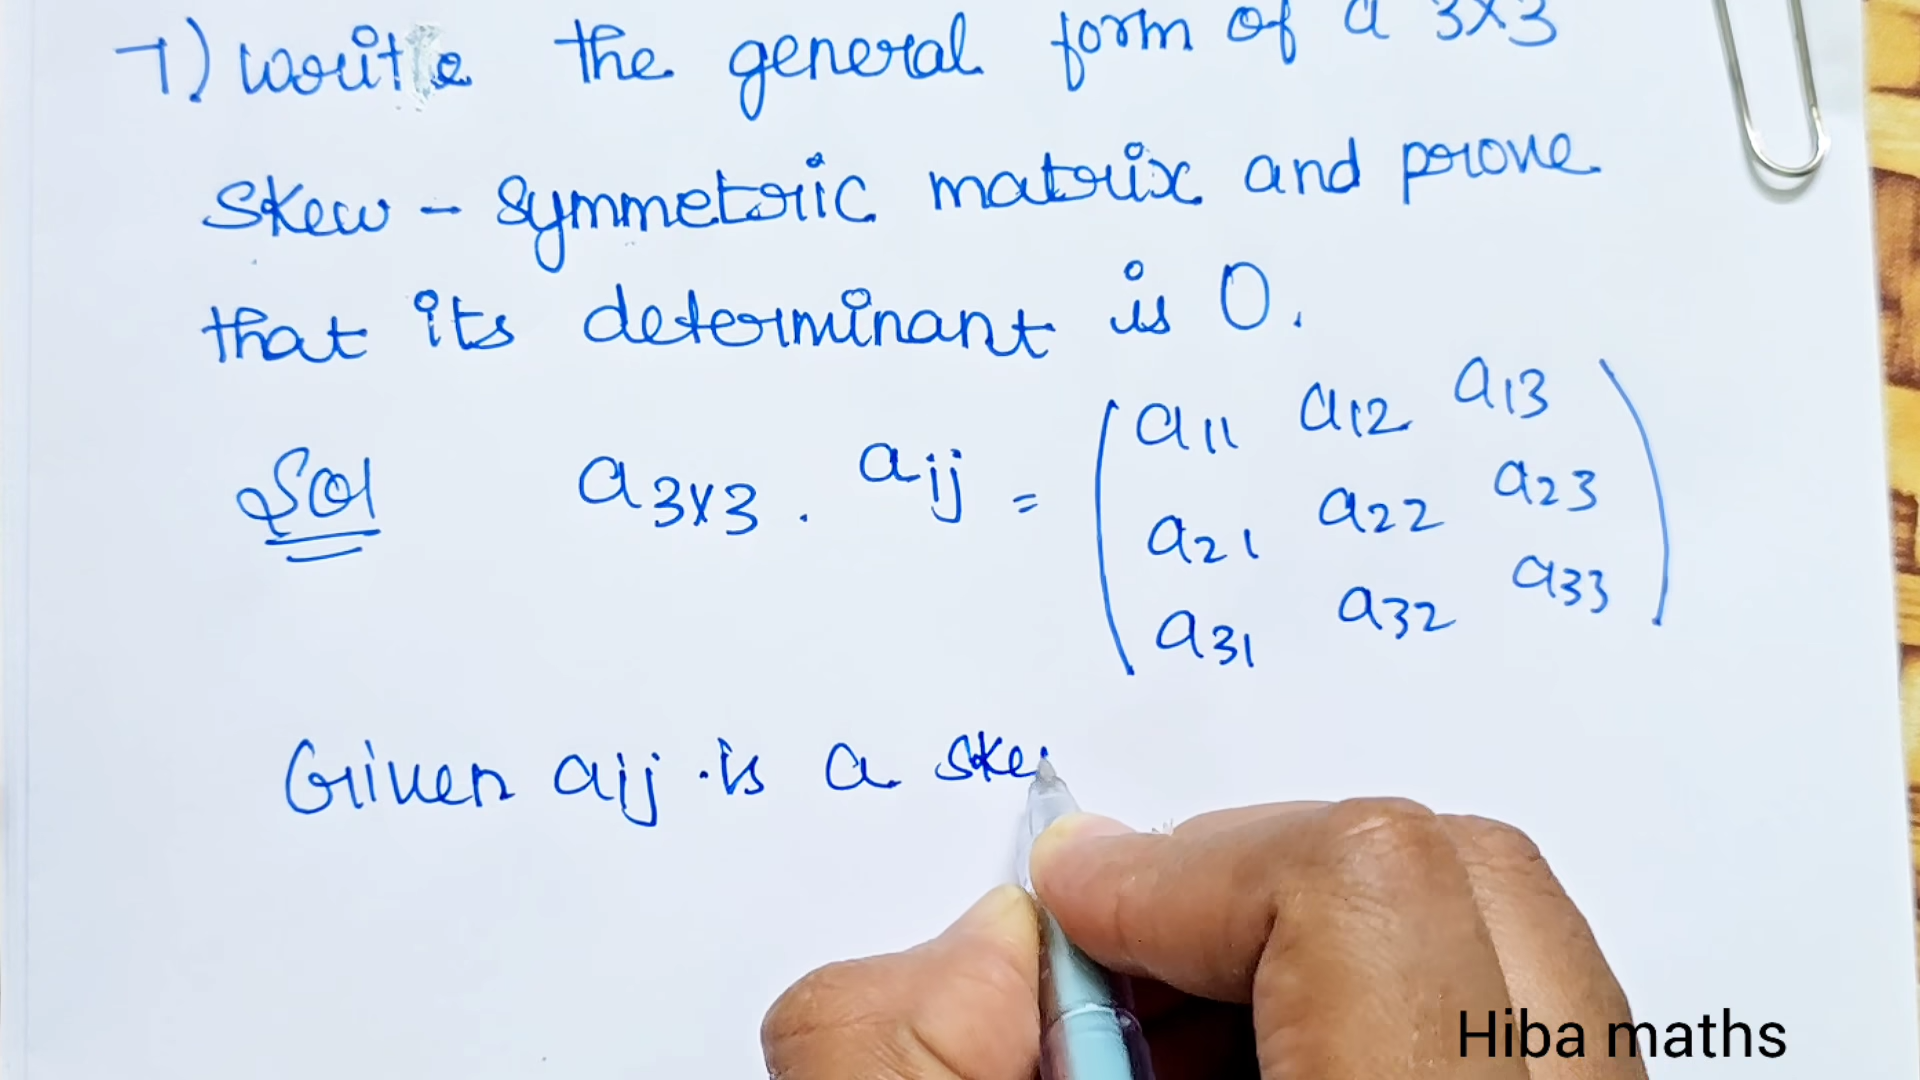 7) Write the general form of a 3x3
skew - symmetric matrix and prove
that its determinant is 0.
Sol a3x3 . aij = ( a11 a12 a13
a21 a22 a23
a31 a32 a33 )
Given aij is a ske
Hiba maths